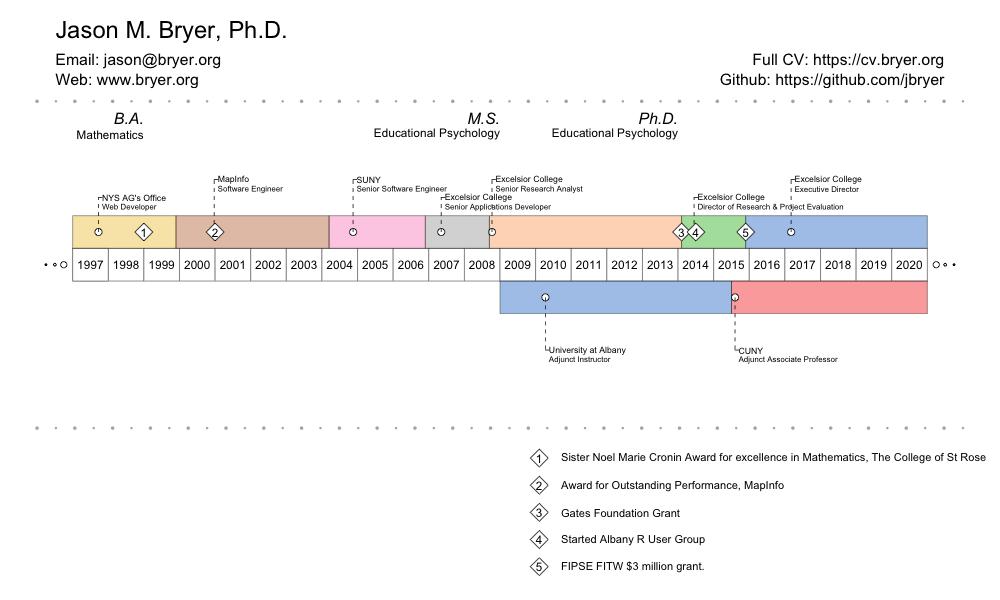 Jason M. Bryer, Ph.D.
Email: jason@bryer.org
Web: www.bryer.org
Full CV: https://cv.bryer.org
Github: https://github.com/jbryer
B.A.
Mathematics
M.S.
Educational Psychology
Ph.D.
Educational Psychology
NYS AG's Office
Web Developer
MapInfo
Software Engineer
SUNY
Senior Software Engineer
Excelsior College
Senior Applications Developer
Excelsior College
Senior Research Analyst
Excelsior College
Director of Research & Project Evaluation
Excelsior College
Executive Director
1 2 3 4 5
1997 1998 1999 2000 2001 2002 2003 2004 2005 2006 2007 2008 2009 2010 2011 2012 2013 2014 2015 2016 2017 2018 2019 2020
University at Albany
Adjunct Instructor
CUNY
Adjunct Associate Professor
1 Sister Noel Marie Cronin Award for excellence in Mathematics, The College of St Rose
2 Award for Outstanding Performance, MapInfo
3 Gates Foundation Grant
4 Started Albany R User Group
5 FIPSE FITW $3 million grant.